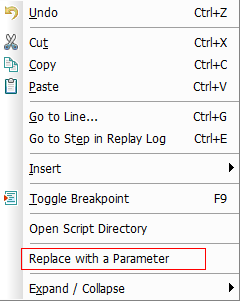 Undo Ctrl+Z
Cut Ctrl+X
Copy Ctrl+C
Paste Ctrl+V
Go to Line... Ctrl+G
Go to Step in Replay Log Ctrl+E
Insert
Toggle Breakpoint F9
Open Script Directory
Replace with a Parameter
Expand / Collapse